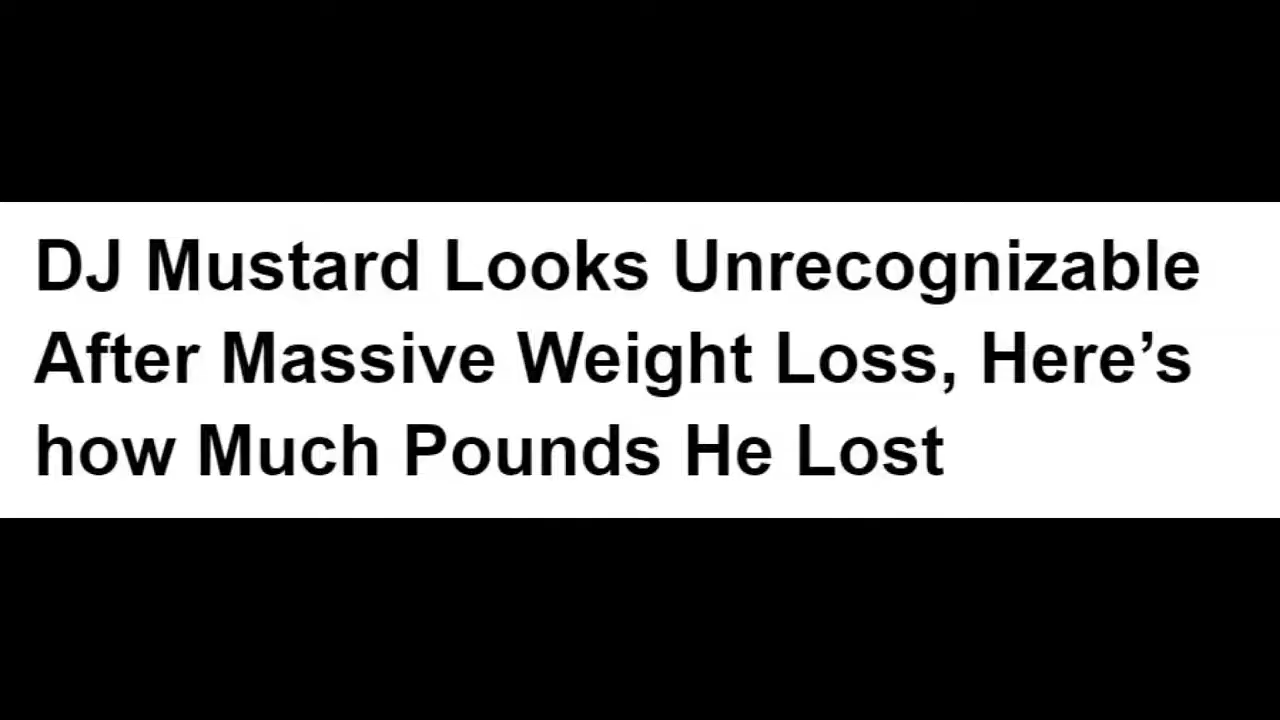 DJ Mustard Looks Unrecognizable
After Massive Weight Loss, Here’s
how Much Pounds He Lost